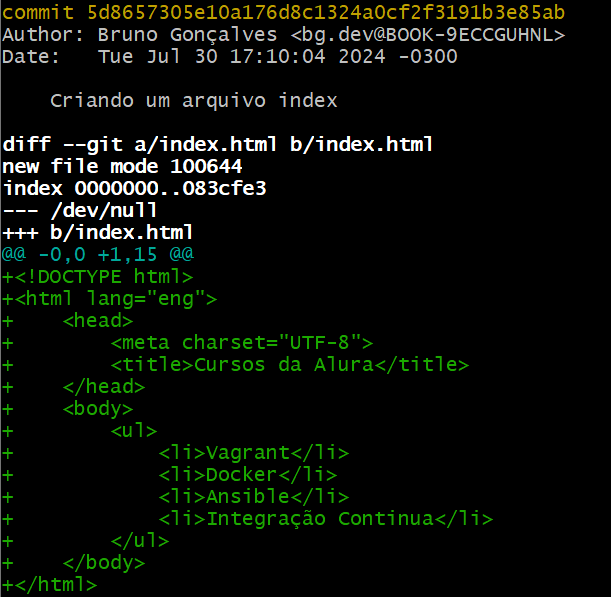 commit 5d8657305e10a176d8c1324a0cf2f3191b3e85ab
Author: Bruno Gonçalves <bg.dev@BOOK-9ECCGUHNL>
Date:   Tue Jul 30 17:10:04 2024 -0300

    Criando um arquivo index

diff --git a/index.html b/index.html
new file mode 100644
index 0000000..083cfe3
--- /dev/null
+++ b/index.html
@@ -0,0 +1,15 @@
+<!DOCTYPE html>
+<html lang="eng">
+    <head>
+        <meta charset="UTF-8">
+        <title>Cursos da Alura</title>
+    </head>
+    <body>
+        <ul>
+            <li>Vagrant</li>
+            <li>Docker</li>
+            <li>Ansible</li>
+            <li>Integração Continua</li>
+        </ul>
+    </body>
+</html>